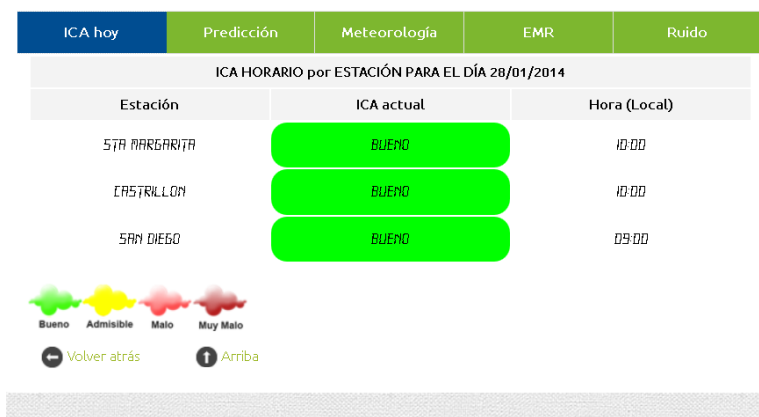 ICA hoy Predicción Meteorología EMR Ruido
ICA HORARIO por ESTACIÓN PARA EL DÍA 28/01/2014
Estación ICA actual Hora (Local)
STA MARGARITA BUENO 10:00
CASTRILLON BUENO 10:00
SAN DIEGO BUENO 09:00
Bueno Admisible Malo Muy Malo
Volver atrás Arriba